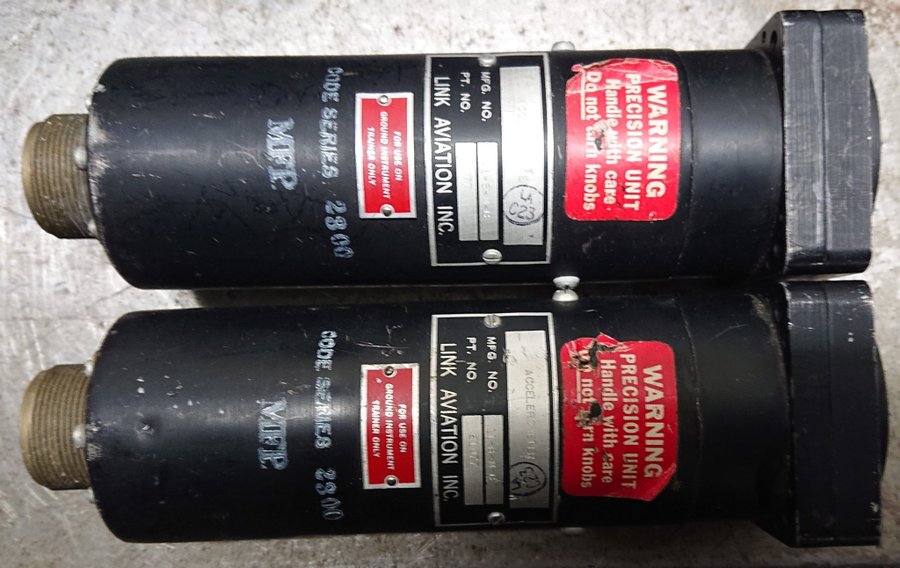 WARNING
PRECISION UNIT
Handle with care
Do not turn knobs
MFG. NO.
PT. NO.
LINK AVIATION INC.
FOR USE ON
GROUND INSTRUMENT
TRAINER ONLY
CODE SERIES 2300
MFP.
WARNING
PRECISION UNIT
Handle with care
not turn knobs
MFG. NO.
PT. NO.
LINK AVIATION INC.
FOR USE ON
GROUND INSTRUMENT
TRAINER ONLY
CODE SERIES 2300
MFP.